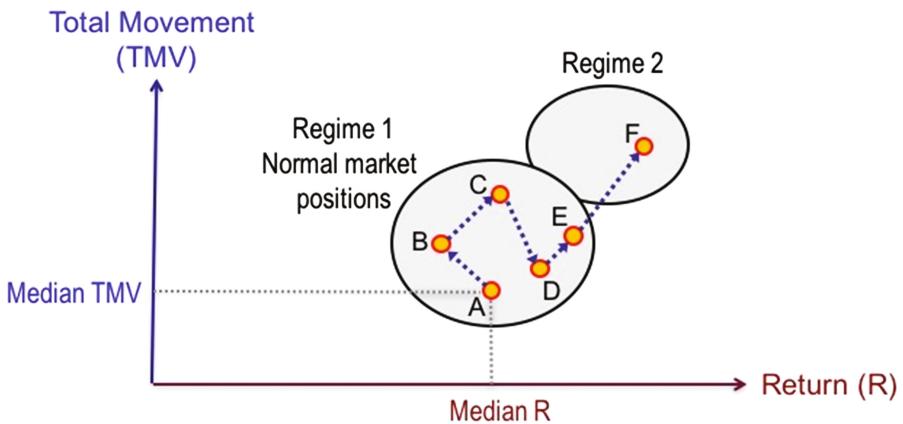 Total Movement
(TMV)
Regime 2
Regime 1
Normal market
positions
F
C
E
B
D
A
Median TMV
Return (R)
Median R